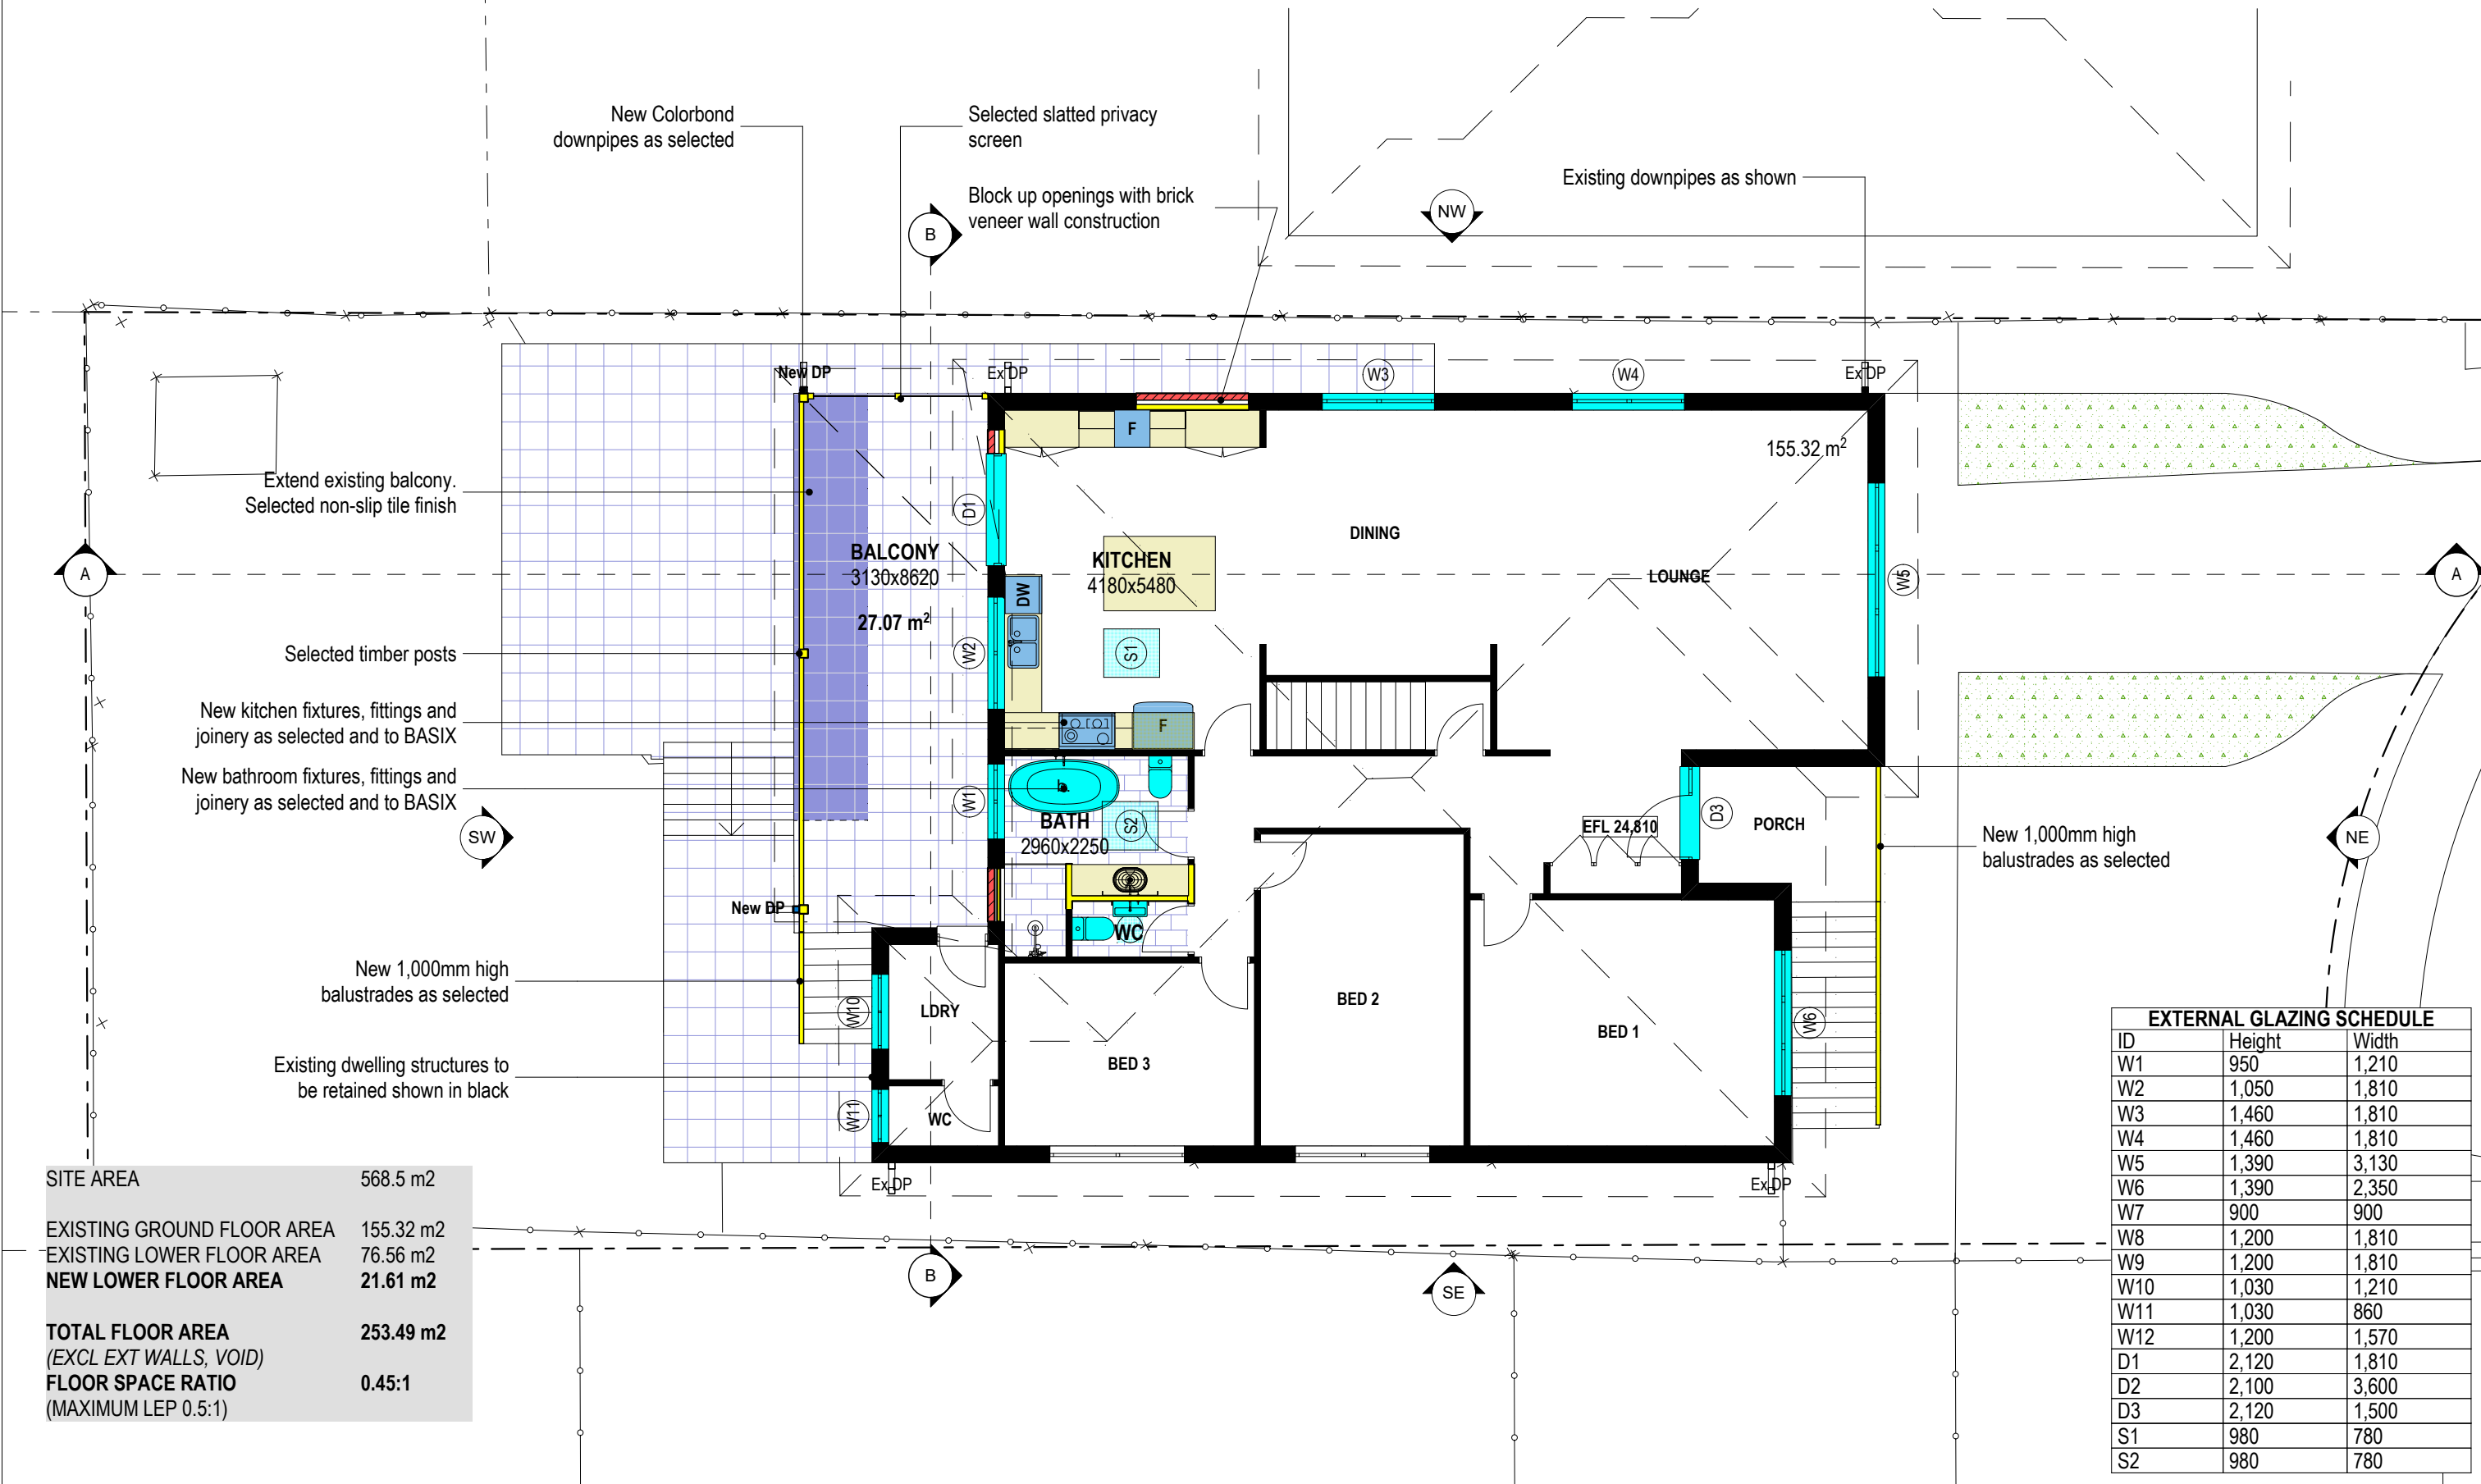 New Colorbond
downpipes as selected
Selected slatted privacy
screen
Block up openings with brick
veneer wall construction
Existing downpipes as shown
NW
B
New DP
Ex DP
W3
W4
Ex DP
F
155.32 m²
Extend existing balcony.
Selected non-slip tile finish
D1
DINING
BALCONY
3130x8620
KITCHEN
4180x5480
LOUNGE
A
A
W5
DW
27.07 m²
Selected timber posts
W2
S1
New kitchen fixtures, fittings and
joinery as selected and to BASIX
F
New bathroom fixtures, fittings and
joinery as selected and to BASIX
W1
SW
BATH
2960x2250
S2
EFL 24,810
D3
PORCH
New 1,000mm high
balustrades as selected
NE
New DP
WC
New 1,000mm high
balustrades as selected
W10
LDRY
BED 2
BED 1
W6
Existing dwelling structures to
be retained shown in black
BED 3
W11
WC
Ex DP
Ex DP
B
SE
SITE AREA 568.5 m2
EXISTING GROUND FLOOR AREA 155.32 m2
EXISTING LOWER FLOOR AREA 76.56 m2
NEW LOWER FLOOR AREA 21.61 m2
TOTAL FLOOR AREA 253.49 m2
(EXCL EXT WALLS, VOID)
FLOOR SPACE RATIO 0.45:1
(MAXIMUM LEP 0.5:1)
EXTERNAL GLAZING SCHEDULE
ID Height Width
W1 950 1,210
W2 1,050 1,810
W3 1,460 1,810
W4 1,460 1,810
W5 1,390 3,130
W6 1,390 2,350
W7 900 900
W8 1,200 1,810
W9 1,200 1,810
W10 1,030 1,210
W11 1,030 860
W12 1,200 1,570
D1 2,120 1,810
D2 2,100 3,600
D3 2,120 1,500
S1 980 780
S2 980 780